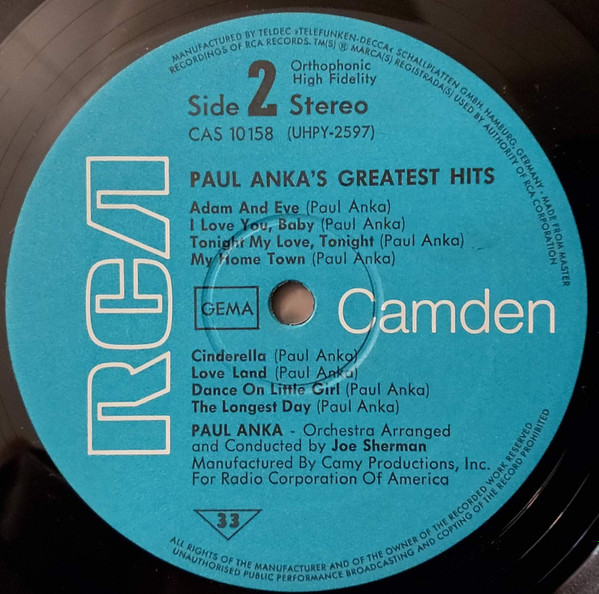 MANUFACTURED BY TELDEC »TELEFUNKEN-DECCA« SCHALLPLATTEN GMBH, HAMBURG, GERMANY - MADE FROM MASTER
RECORDINGS OF RCA RECORDS. TM(S) ® MARCA(S) REGISTRADA(S) USED BY AUTHORITY OF RCA CORPORATION
Orthophonic
High Fidelity
Side 2 Stereo
CAS 10158 (UHPY-2597)
PAUL ANKA'S GREATEST HITS
Adam And Eve (Paul Anka)
I Love You, Baby (Paul Anka)
Tonight My Love, Tonight (Paul Anka)
My Home Town (Paul Anka)
RCA
GEMA
Camden
Cinderella (Paul Anka)
Love Land (Paul Anka)
Dance On Little Girl (Paul Anka)
The Longest Day (Paul Anka)
PAUL ANKA - Orchestra Arranged
and Conducted by Joe Sherman
Manufactured By Camy Productions, Inc.
For Radio Corporation Of America
33
ALL RIGHTS OF THE MANUFACTURER AND OF THE OWNER OF THE RECORDED WORK RESERVED
UNAUTHORISED PUBLIC PERFORMANCE BROADCASTING AND COPYING OF THE RECORD PROHIBITED